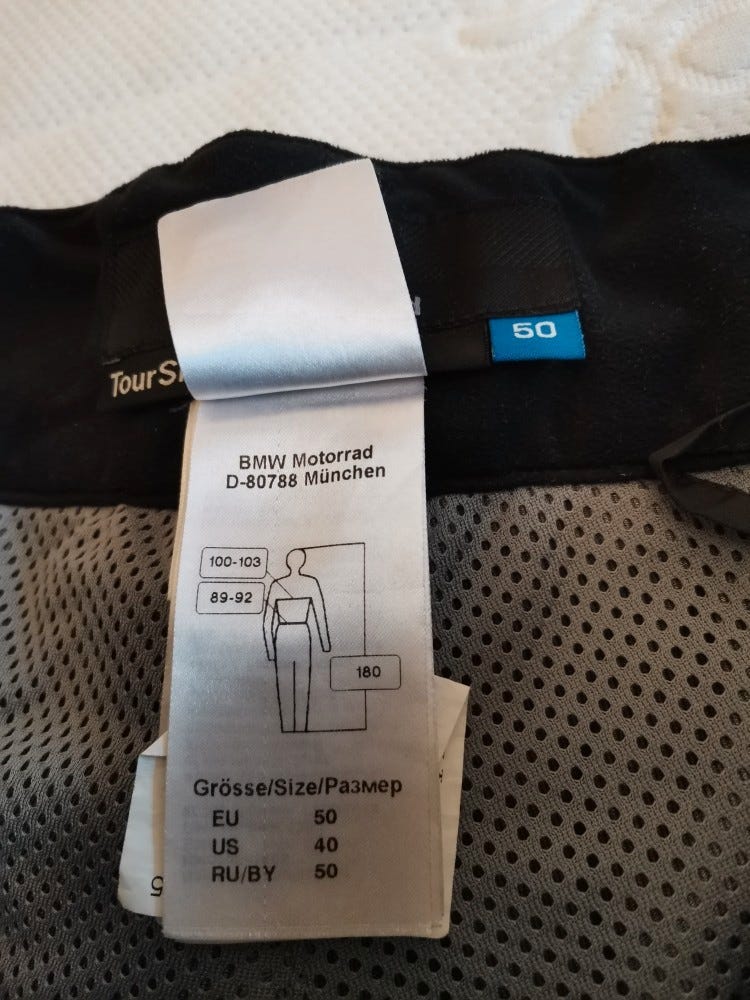 50
BMW Motorrad
D-80788 München
100-103
89-92
180
Grösse/Size/Размер
EU 50
US 40
RU/BY 50